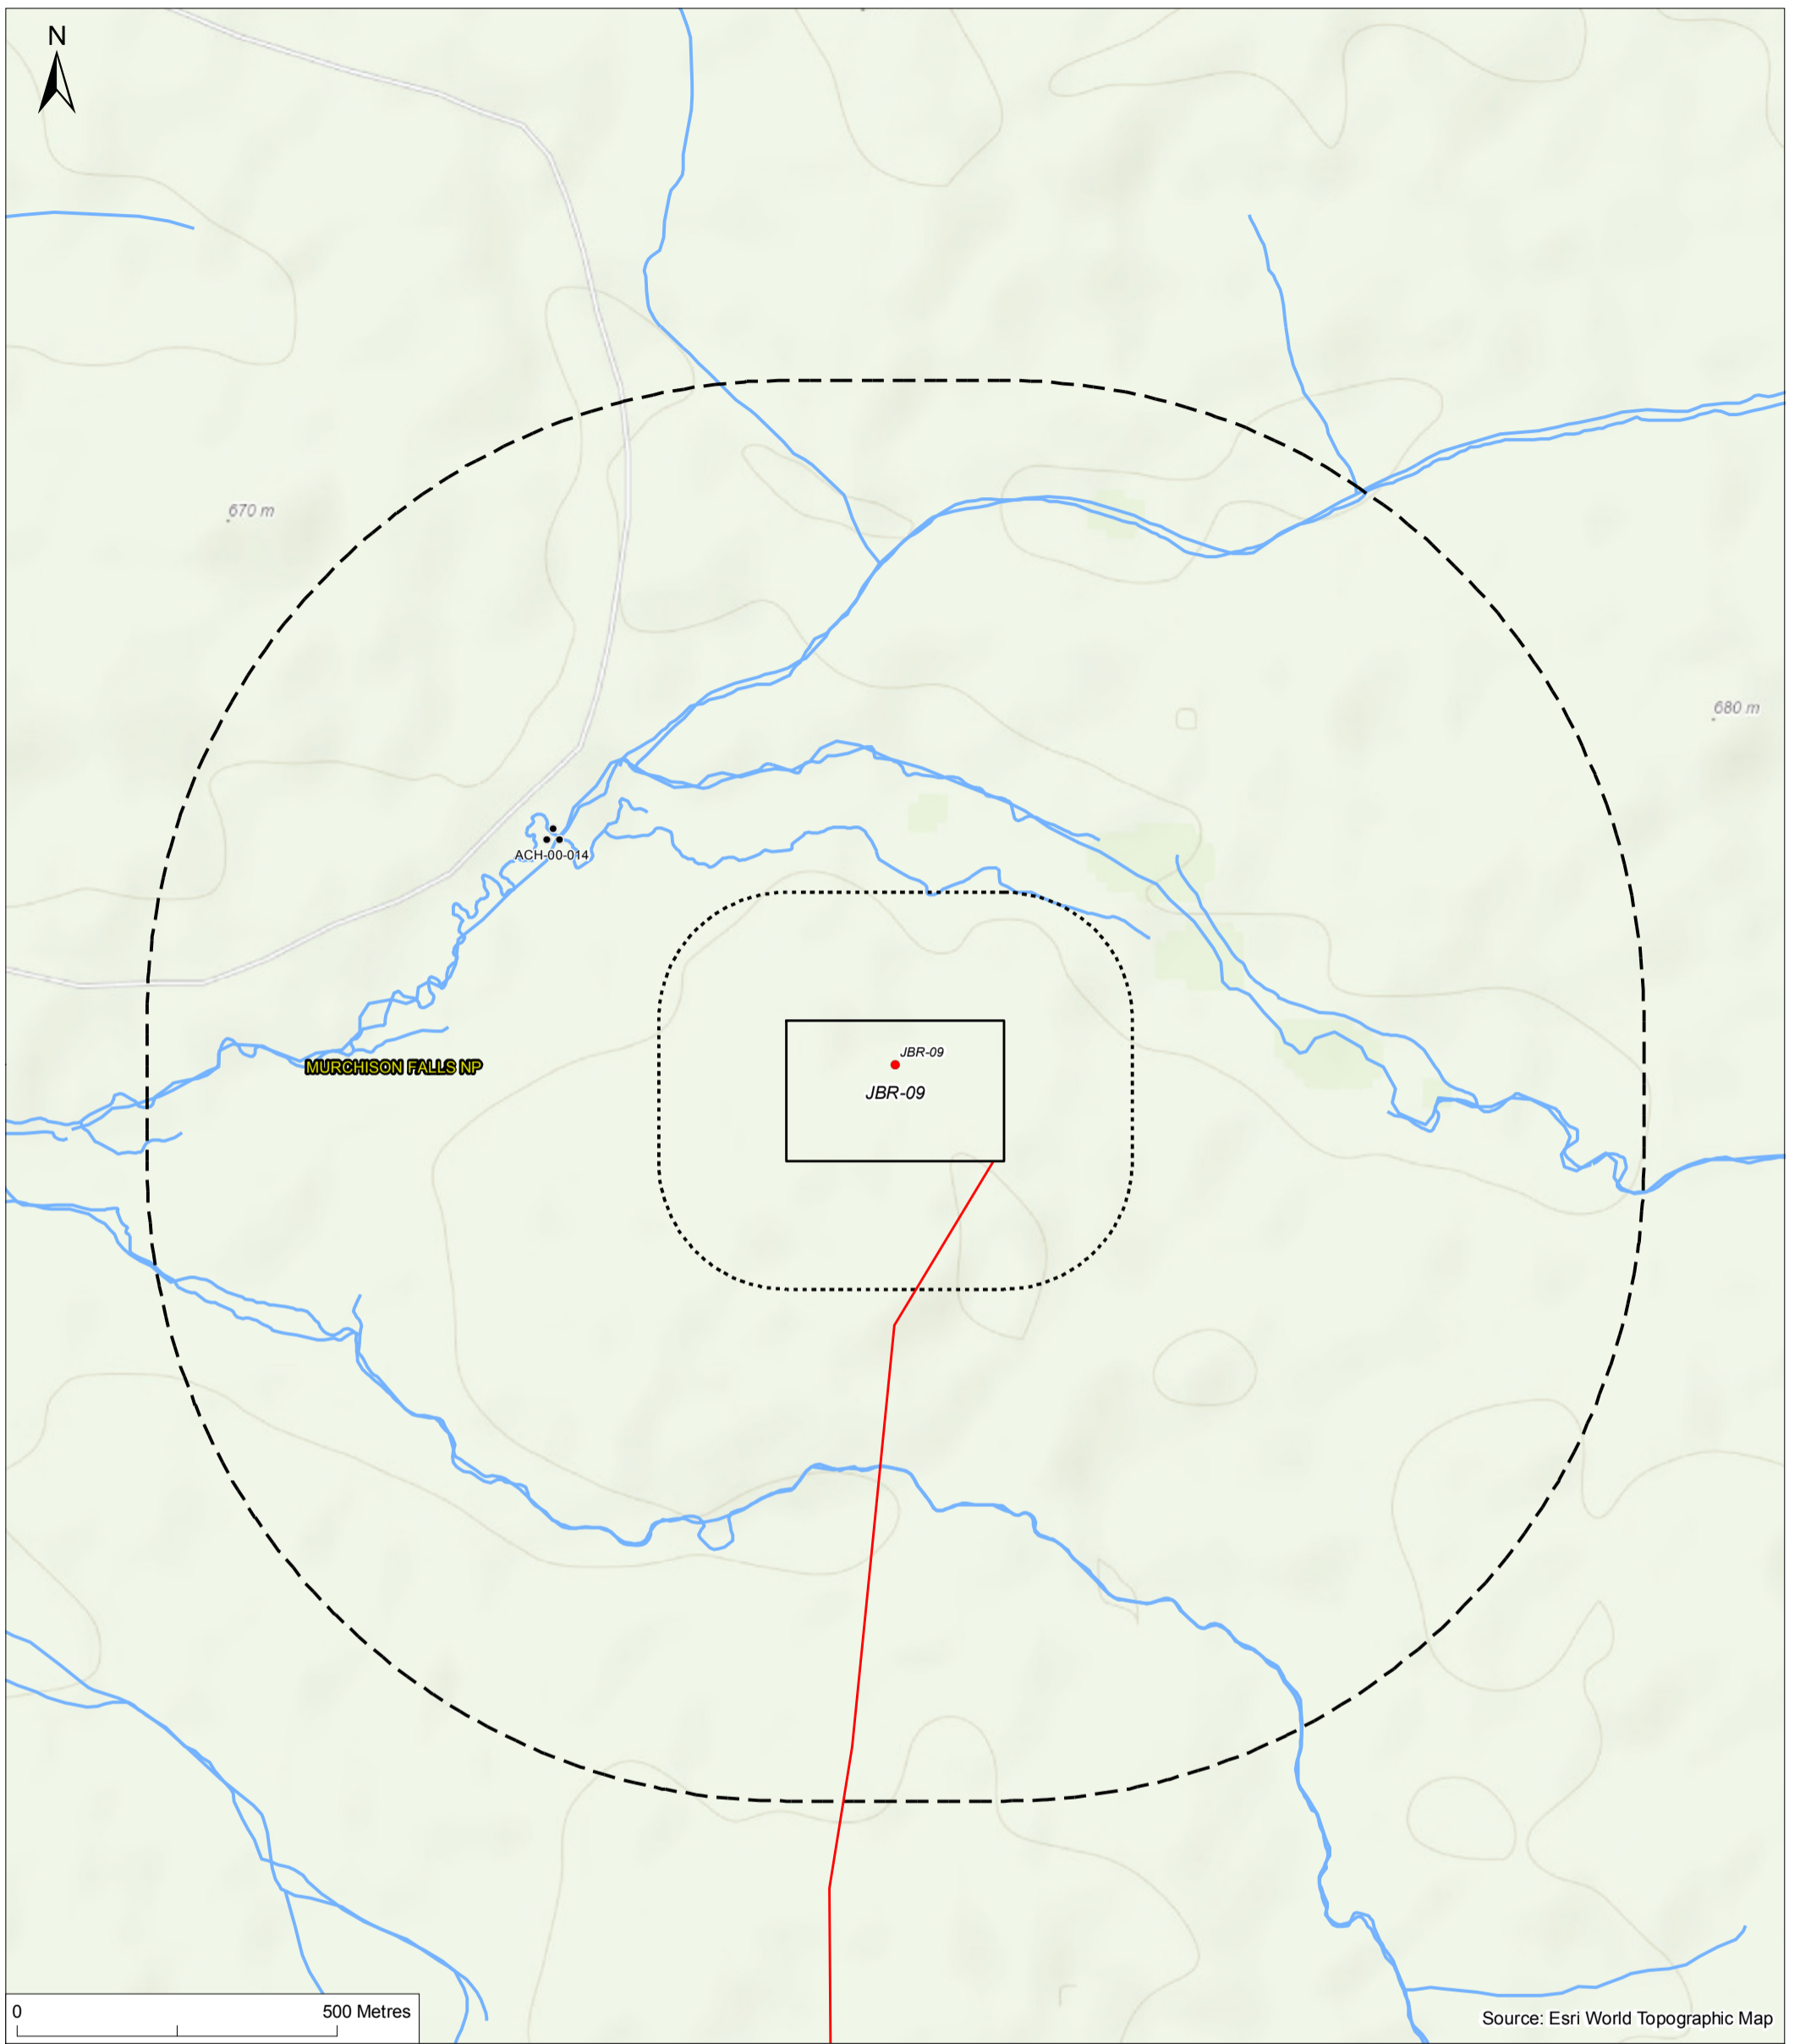 N
670 m
680 m
ACH-00-014
JBR-09
MURCHISON FALLS NP
JBR-09
0 500 Metres
Source: Esri World Topographic Map